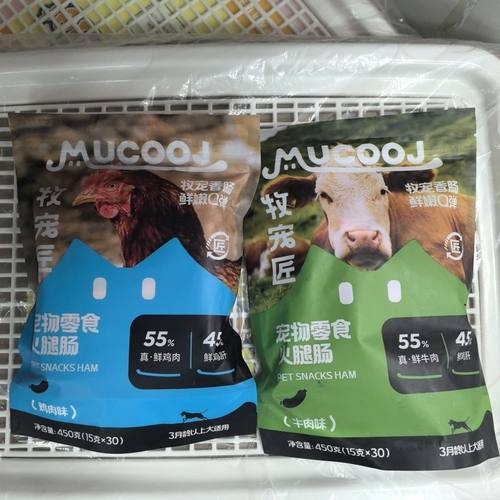 MUCOOJ
牧宠香肠
鲜嫩Q弹
牧宠匠
匠
宠物零食
火腿肠
PET SNACKS HAM
55%
真·鲜鸡肉
4.5
(鸡肉味)
净含量:450克(15克×30)
3月龄以上犬适用
MUCOOJ
牧宠香肠
鲜嫩Q弹
牧宠匠
匠
宠物零食
火腿肠
PET SNACKS HAM
55%
真·鲜牛肉
(牛肉味)
净含量:450克(15克×30)
3月龄以上犬适用